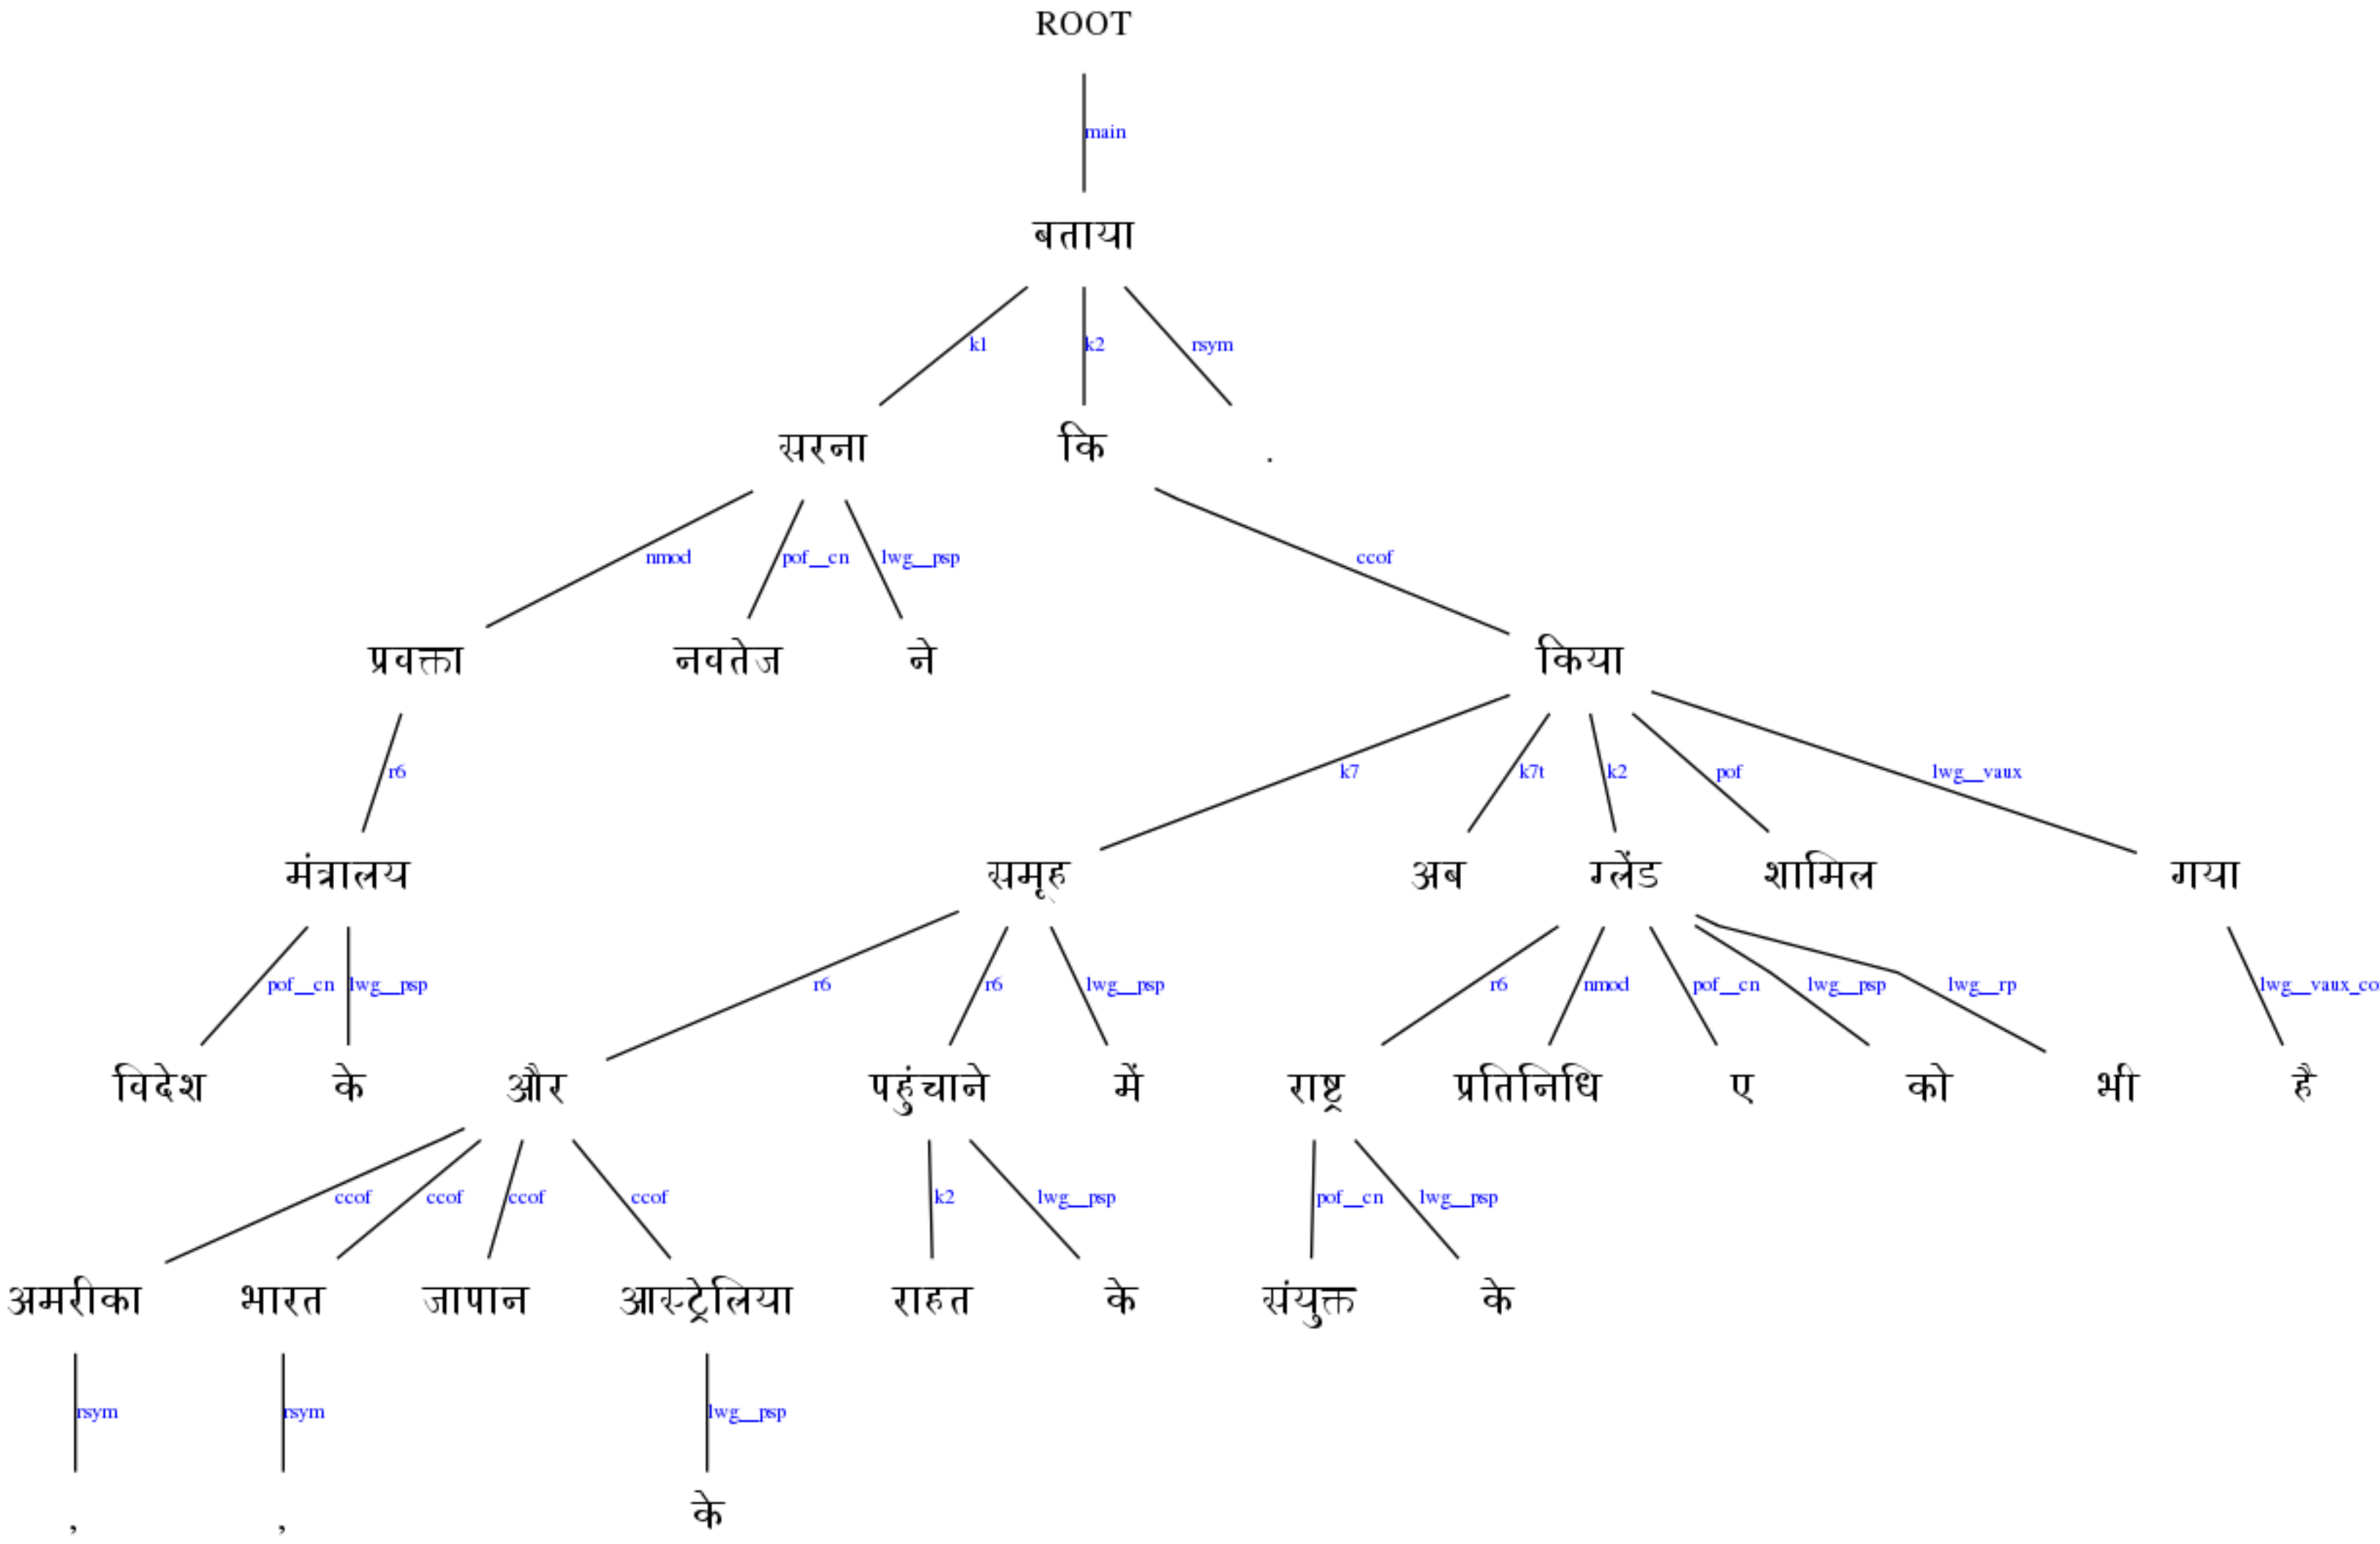 ROOT
main
बताया
k1 k2 rsym
सरना कि .
nmod pof__cn lwg__psp ccof
प्रवक्ता नवतेज ने किया
r6 k7 k7t k2 pof lwg__vaux
मंत्रालय समूह अब ग्लेंड शामिल गया
pof__cn lwg__psp r6 r6 lwg__psp r6 nmod pof__cn lwg__psp lwg__rp lwg__vaux_co
विदेश के और पहुंचाने में राष्ट्र प्रतिनिधि ए को भी है
ccof ccof ccof ccof k2 lwg__psp pof__cn lwg__psp
अमरीका भारत जापान आस्ट्रेलिया राहत के संयुक्त के
rsym rsym lwg__psp
, , के